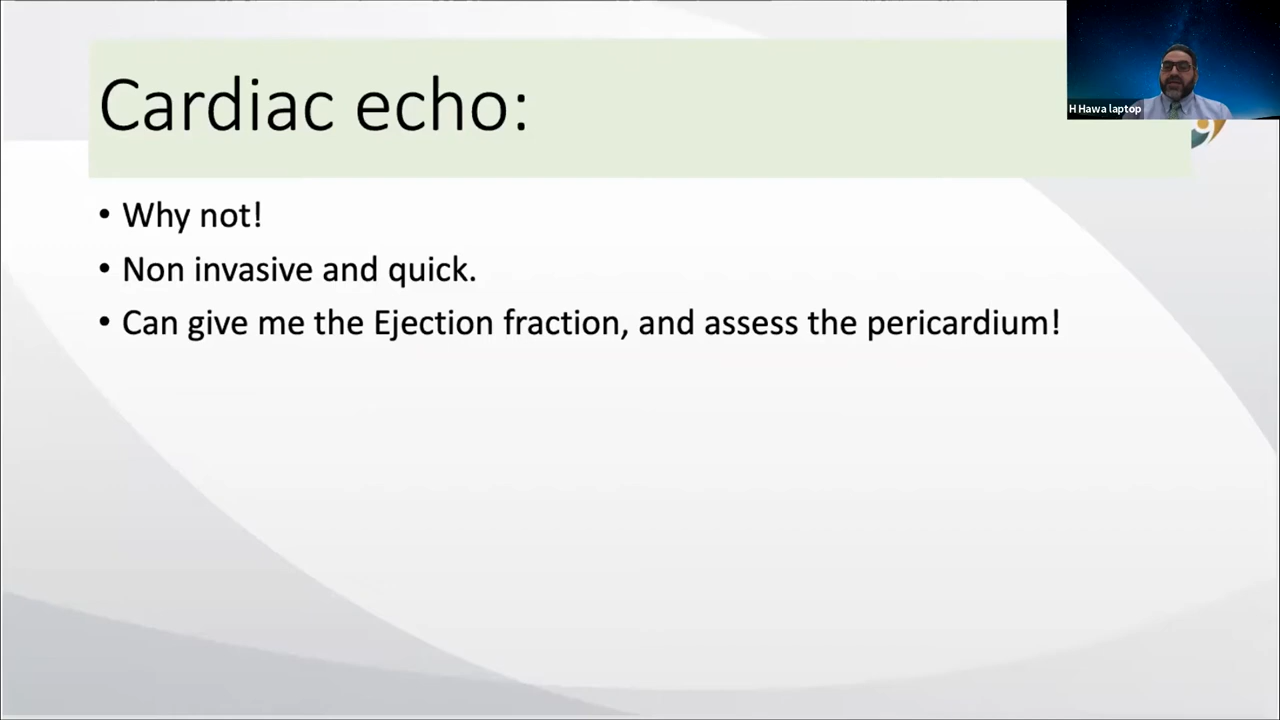 Cardiac echo:
• Why not!
• Non invasive and quick.
• Can give me the Ejection fraction, and assess the pericardium!
H Hawa laptop